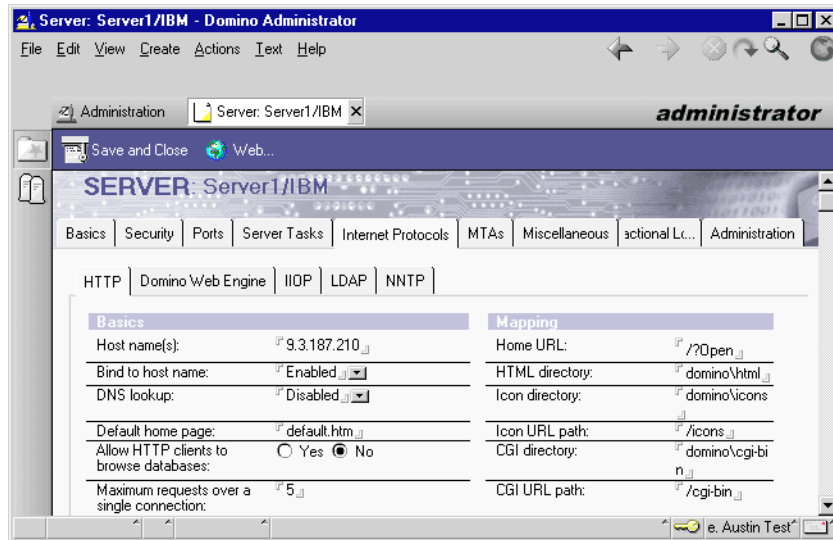 Server: Server1/IBM - Domino Administrator
File Edit View Create Actions Text Help
Administration Server: Server1/IBM administrator
Save and Close Web...
SERVER: Server1/IBM
Basics Security Ports Server Tasks Internet Protocols MTAs Miscellaneous actional Lo... Administration
HTTP Domino Web Engine IIOP LDAP NNTP
Basics Mapping
Host name(s): 9.3.187.210 Home URL: /?Open
Bind to host name: Enabled HTML directory: domino\html
DNS lookup: Disabled Icon directory: domino\icons
Default home page: default.htm Icon URL path: /icons
Allow HTTP clients to Yes No CGI directory: domino\cgi-bi
browse databases: n
Maximum requests over a 5 CGI URL path: /cgi-bin
single connection:
e. Austin Test